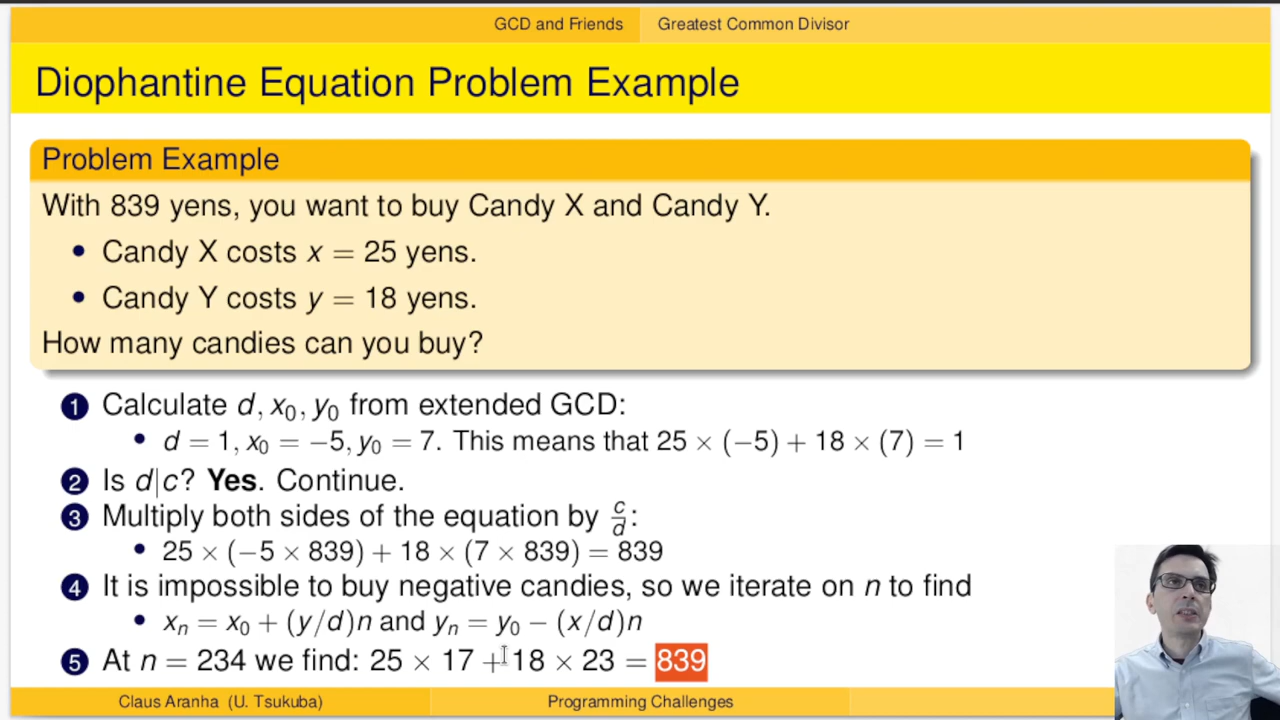 GCD and Friends Greatest Common Divisor
Diophantine Equation Problem Example
Problem Example
With 839 yens, you want to buy Candy X and Candy Y.
• Candy X costs x = 25 yens.
• Candy Y costs y = 18 yens.
How many candies can you buy?
1 Calculate d, x₀, y₀ from extended GCD:
• d = 1, x₀ = −5, y₀ = 7. This means that 25 × (−5) + 18 × (7) = 1
2 Is d|c? Yes. Continue.
3 Multiply both sides of the equation by c/d:
• 25 × (−5 × 839) + 18 × (7 × 839) = 839
4 It is impossible to buy negative candies, so we iterate on n to find
• xₙ = x₀ + (y/d)n and yₙ = y₀ − (x/d)n
5 At n = 234 we find: 25 × 17 + 18 × 23 = 839
Claus Aranha (U. Tsukuba) Programming Challenges